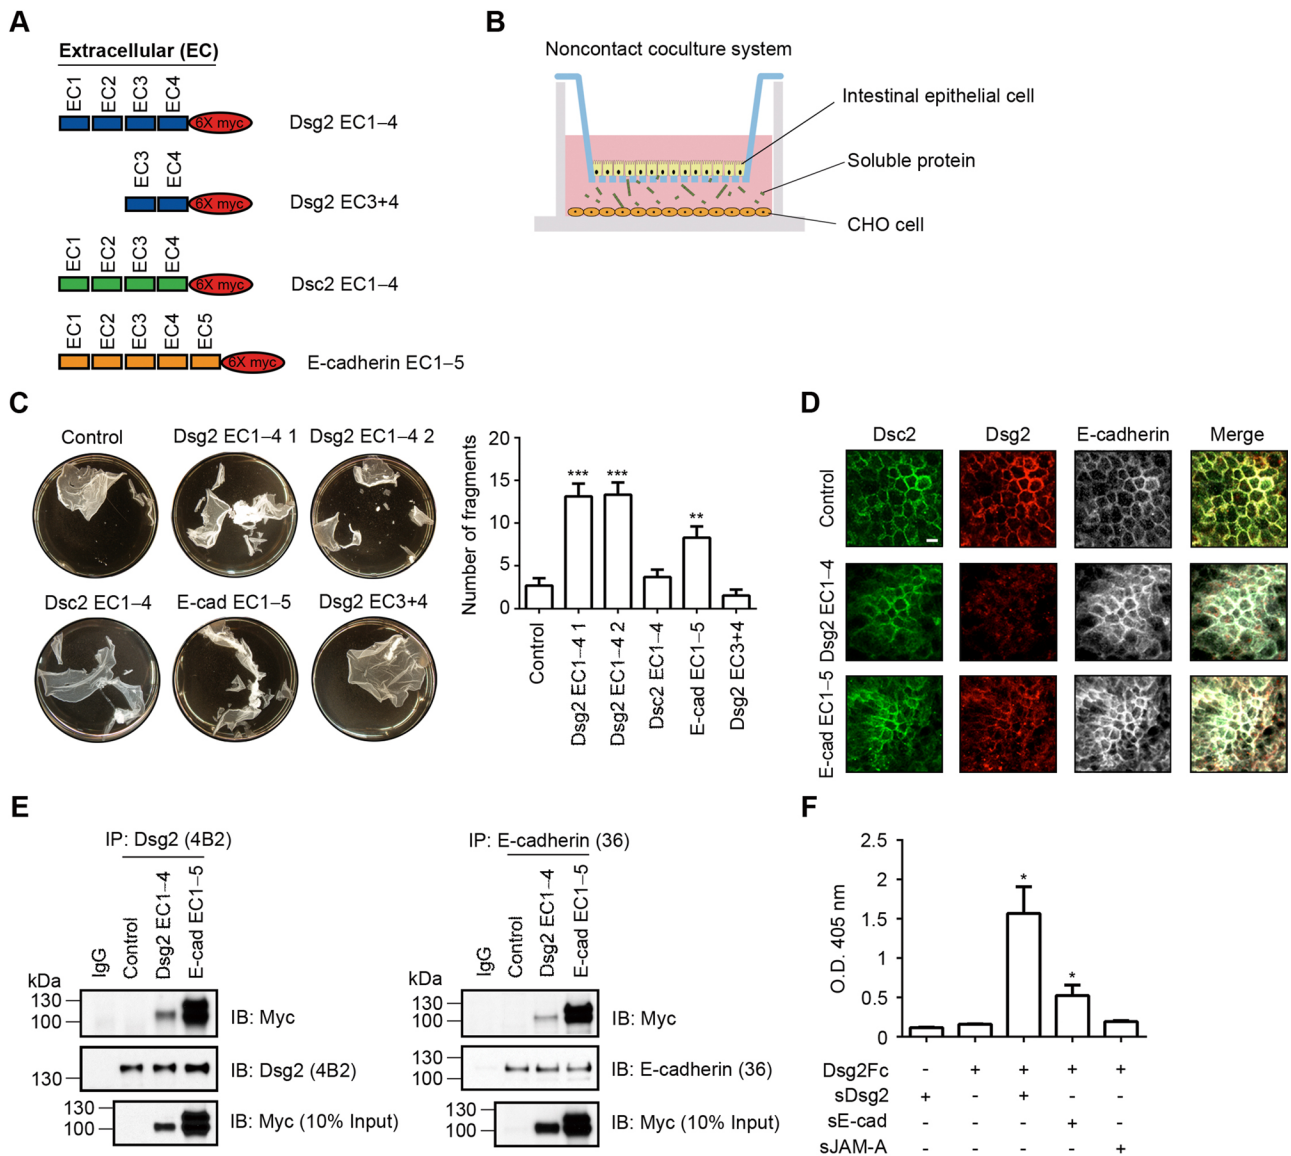 A
Extracellular (EC)
EC1 EC2 EC3 EC4
6X myc
Dsg2 EC1–4
EC3 EC4
6X myc
Dsg2 EC3+4
EC1 EC2 EC3 EC4
6X myc
Dsc2 EC1–4
EC1 EC2 EC3 EC4 EC5
6X myc
E-cadherin EC1–5
B
Noncontact coculture system
Intestinal epithelial cell
Soluble protein
CHO cell
C
Control Dsg2 EC1–4 1 Dsg2 EC1–4 2
Dsc2 EC1–4 E-cad EC1–5 Dsg2 EC3+4
Number of fragments
20
15
10
5
0
*** *** **
Control
Dsg2 EC1–4 1
Dsg2 EC1–4 2
Dsc2 EC1–4
E-cad EC1–5
Dsg2 EC3+4
D
Dsc2 Dsg2 E-cadherin Merge
Control
Dsg2 EC1–4
E-cad EC1–5
E
IP: Dsg2 (4B2)
IgG
Control
Dsg2 EC1–4
E-cad EC1–5
kDa
130
100
IB: Myc
130
IB: Dsg2 (4B2)
130
100
IB: Myc (10% Input)
IP: E-cadherin (36)
IgG
Control
Dsg2 EC1–4
E-cad EC1–5
kDa
130
100
IB: Myc
130
100
IB: E-cadherin (36)
130
100
IB: Myc (10% Input)
F
O.D. 405 nm
2.5
2
1.5
1
0.5
0
* *
Dsg2Fc - + + + +
sDsg2 + - + - -
sE-cad - - - + -
sJAM-A - - - - +